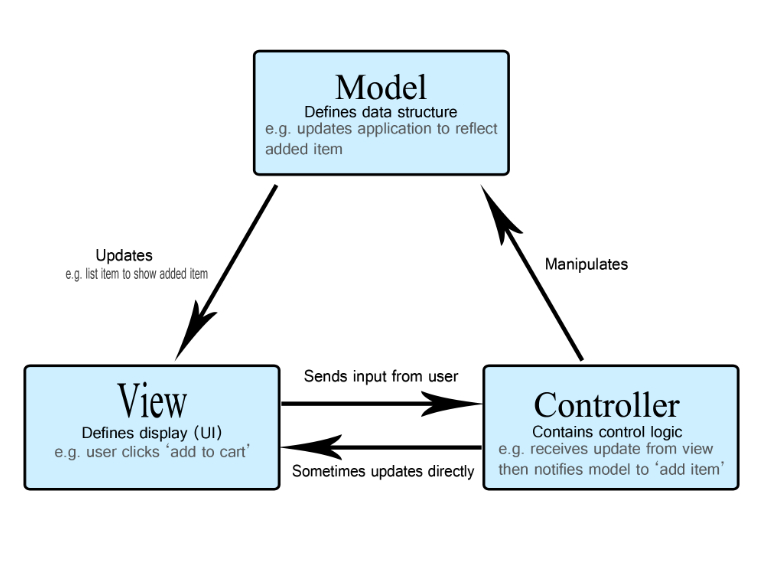 Model
Defines data structure
e.g. updates application to reflect
added item
Updates
e.g. list item to show added item
Manipulates
View
Defines display (UI)
e.g. user clicks ‘add to cart’
Sends input from user
Sometimes updates directly
Controller
Contains control logic
e.g. receives update from view
then notifies model to ‘add item’